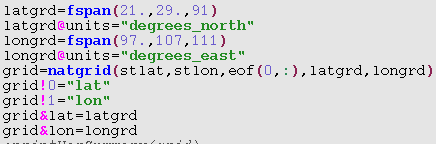 latgrd=fspan(21.,29.,91)
latgrd@units="degrees_north"
longrd=fspan(97.,107,111)
longrd@units="degrees_east"
grid=natgrid(stlat,stlon,eof(0,:),latgrd,longrd)
grid!0="lat"
grid!1="lon"
grid&lat=latgrd
grid&lon=longrd